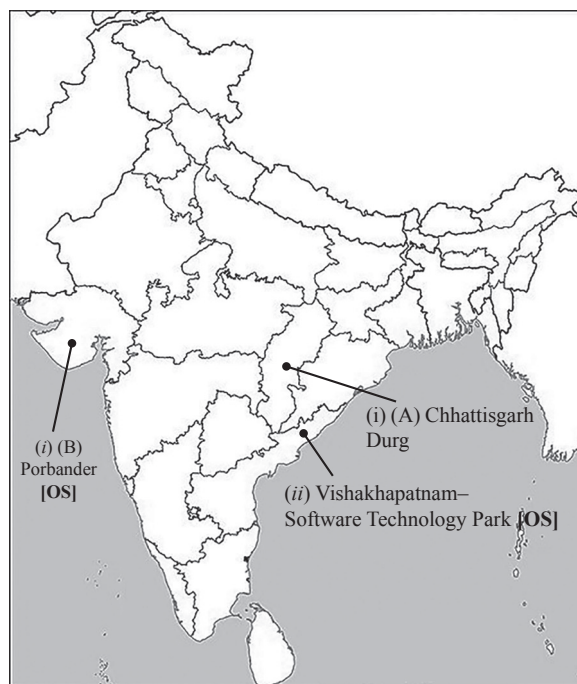 (i) (A) Chhattisgarh
Durg
(i) (B)
Porbander
[OS]
(ii) Vishakhapatnam–
Software Technology Park [OS]